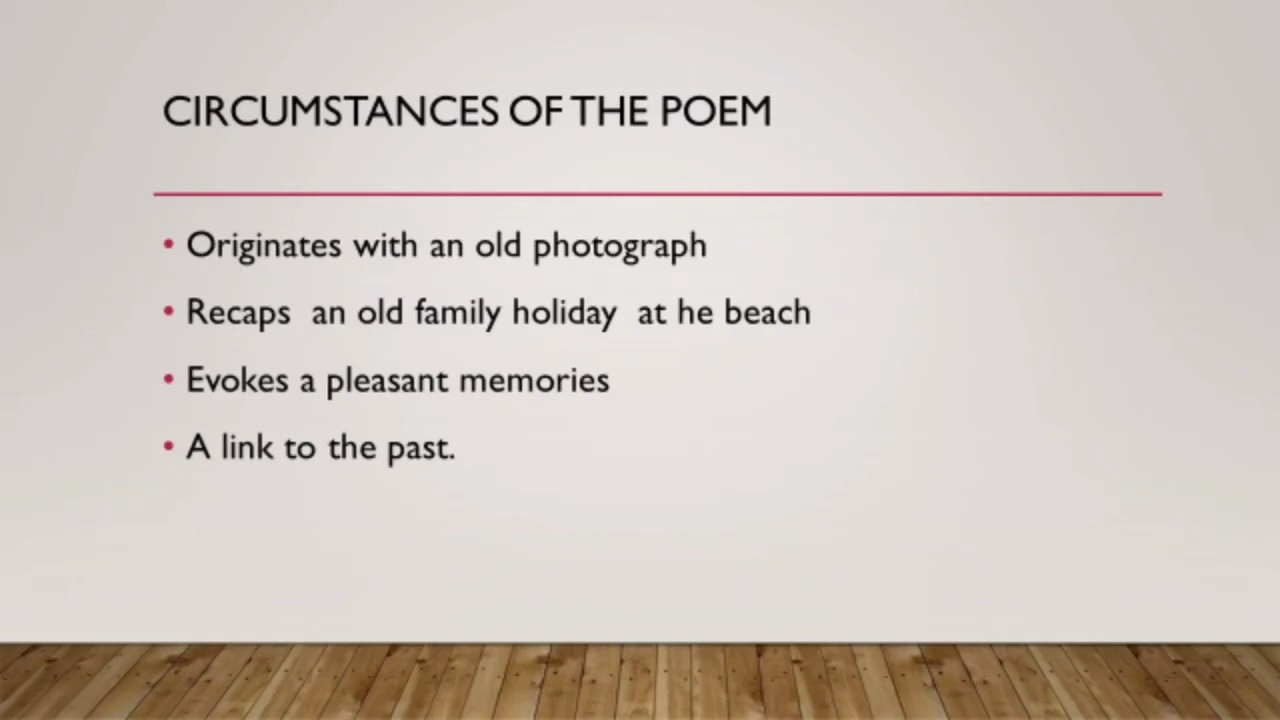 CIRCUMSTANCES OF THE POEM
• Originates with an old photograph
• Recaps  an old family holiday  at he beach
• Evokes a pleasant memories
• A link to the past.